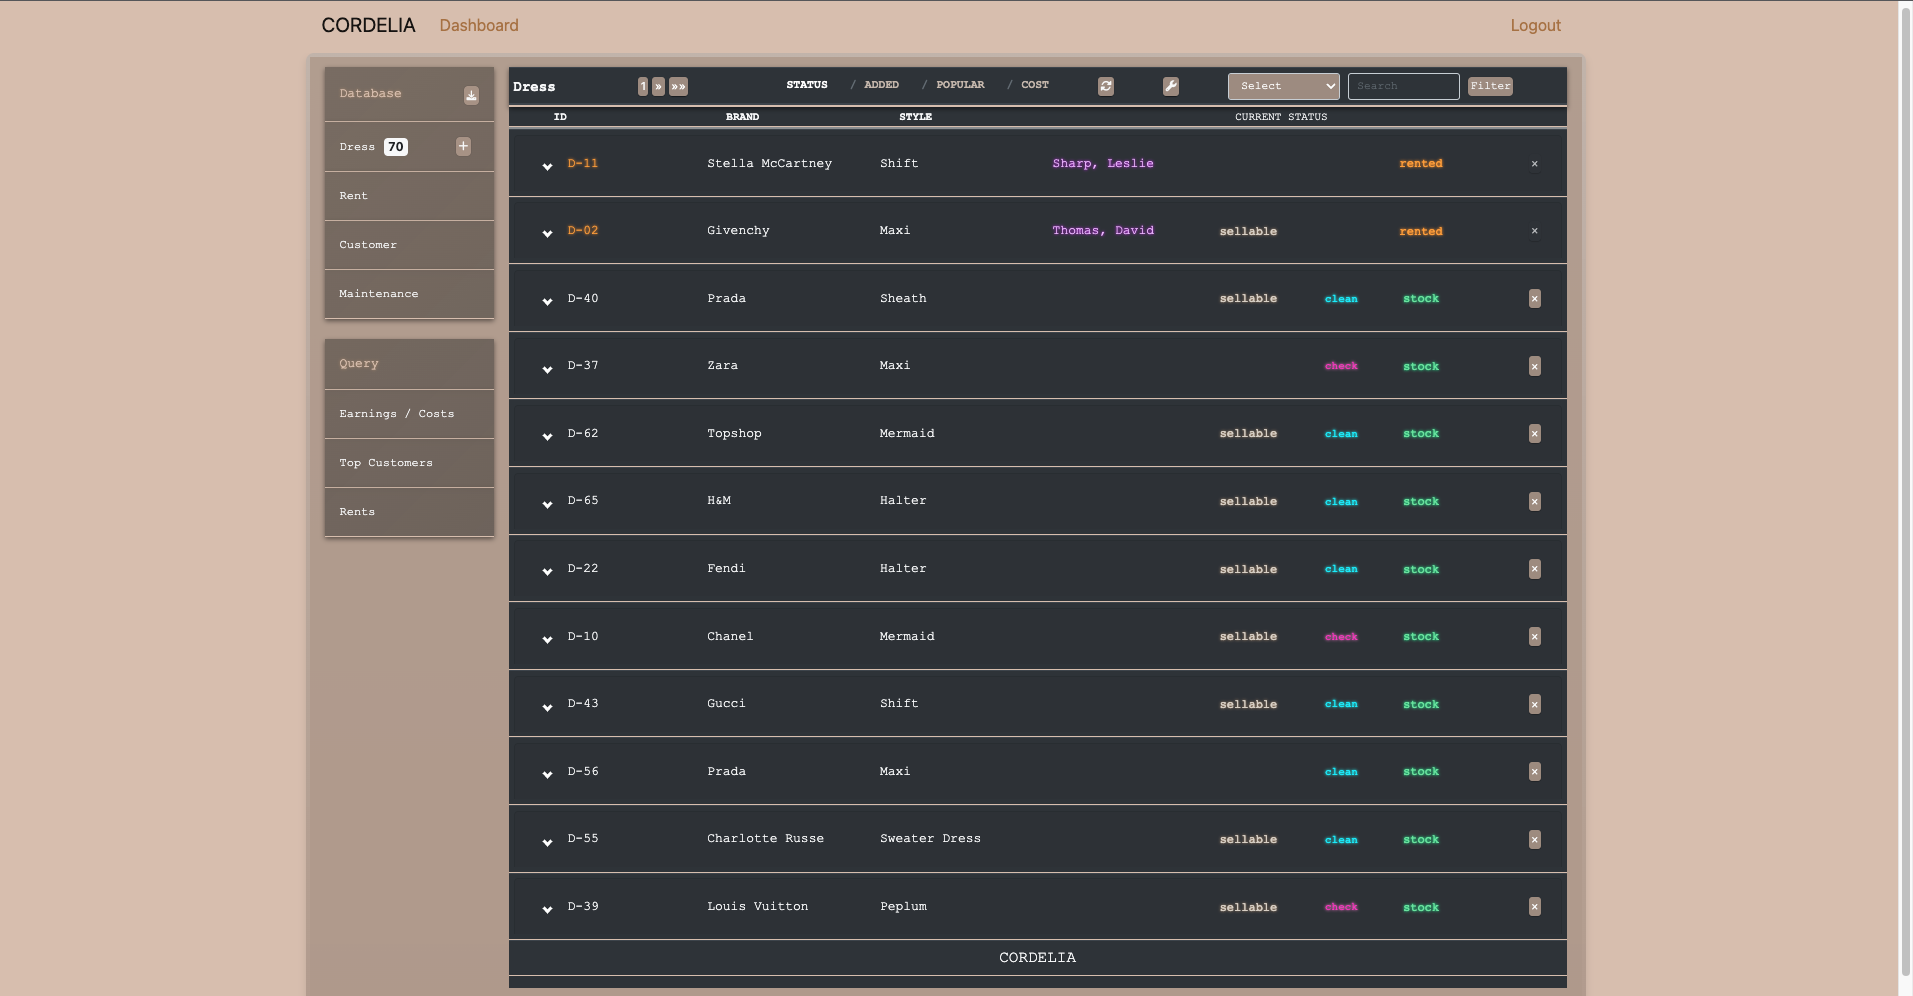 CORDELIA Dashboard Logout
Database
Dress 70 +
Rent
Customer
Maintenance
Query
Earnings / Costs
Top Customers
Rents
Dress 1 » »» STATUS / ADDED / POPULAR / COST Select Search Filter
ID BRAND STYLE CURRENT STATUS
D-11 Stella McCartney Shift Sharp, Leslie rented ×
D-02 Givenchy Maxi Thomas, David sellable rented ×
D-40 Prada Sheath sellable clean stock ×
D-37 Zara Maxi check stock ×
D-62 Topshop Mermaid sellable clean stock ×
D-65 H&M Halter sellable clean stock ×
D-22 Fendi Halter sellable clean stock ×
D-10 Chanel Mermaid sellable check stock ×
D-43 Gucci Shift sellable clean stock ×
D-56 Prada Maxi clean stock ×
D-55 Charlotte Russe Sweater Dress sellable clean stock ×
D-39 Louis Vuitton Peplum sellable check stock ×
CORDELIA